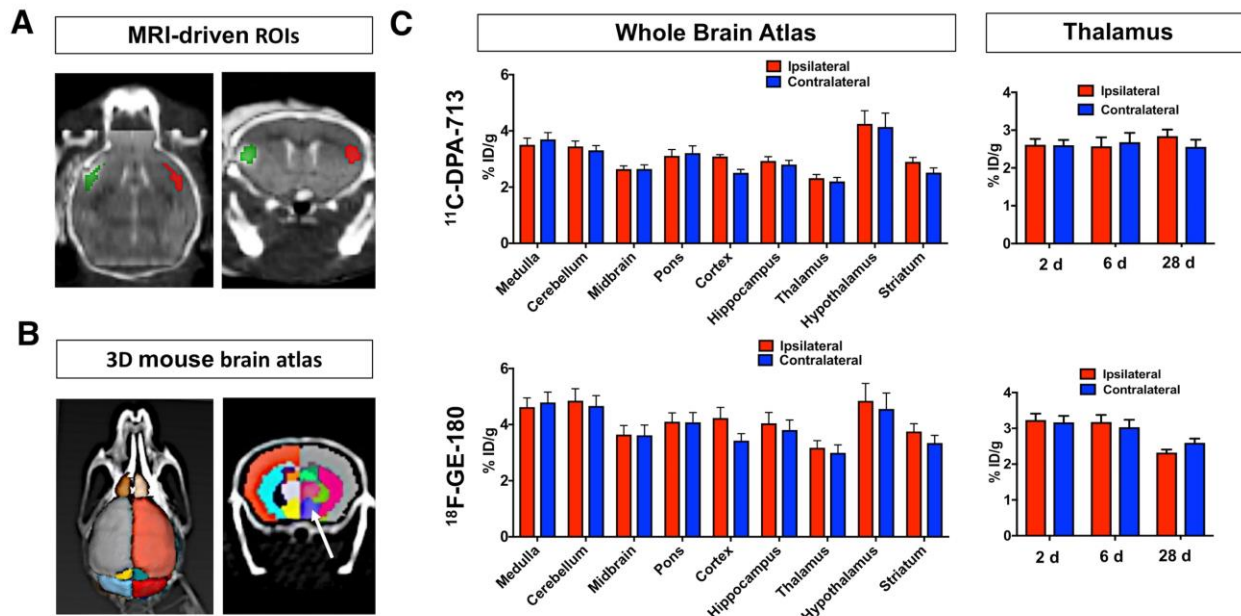 A
MRI-driven ROIs
B
3D mouse brain atlas
C
Whole Brain Atlas
Thalamus
11C-DPA-713
% ID/g
6
4
2
0
Ipsilateral
Contralateral
Medulla
Cerebellum
Midbrain
Pons
Cortex
Hippocampus
Thalamus
Hypothalamus
Striatum
% ID/g
4
3
2
1
0
Ipsilateral
Contralateral
2 d
6 d
28 d
18F-GE-180
% ID/g
6
4
2
0
Ipsilateral
Contralateral
Medulla
Cerebellum
Midbrain
Pons
Cortex
Hippocampus
Thalamus
Hypothalamus
Striatum
% ID/g
4
3
2
1
0
Ipsilateral
Contralateral
2 d
6 d
28 d